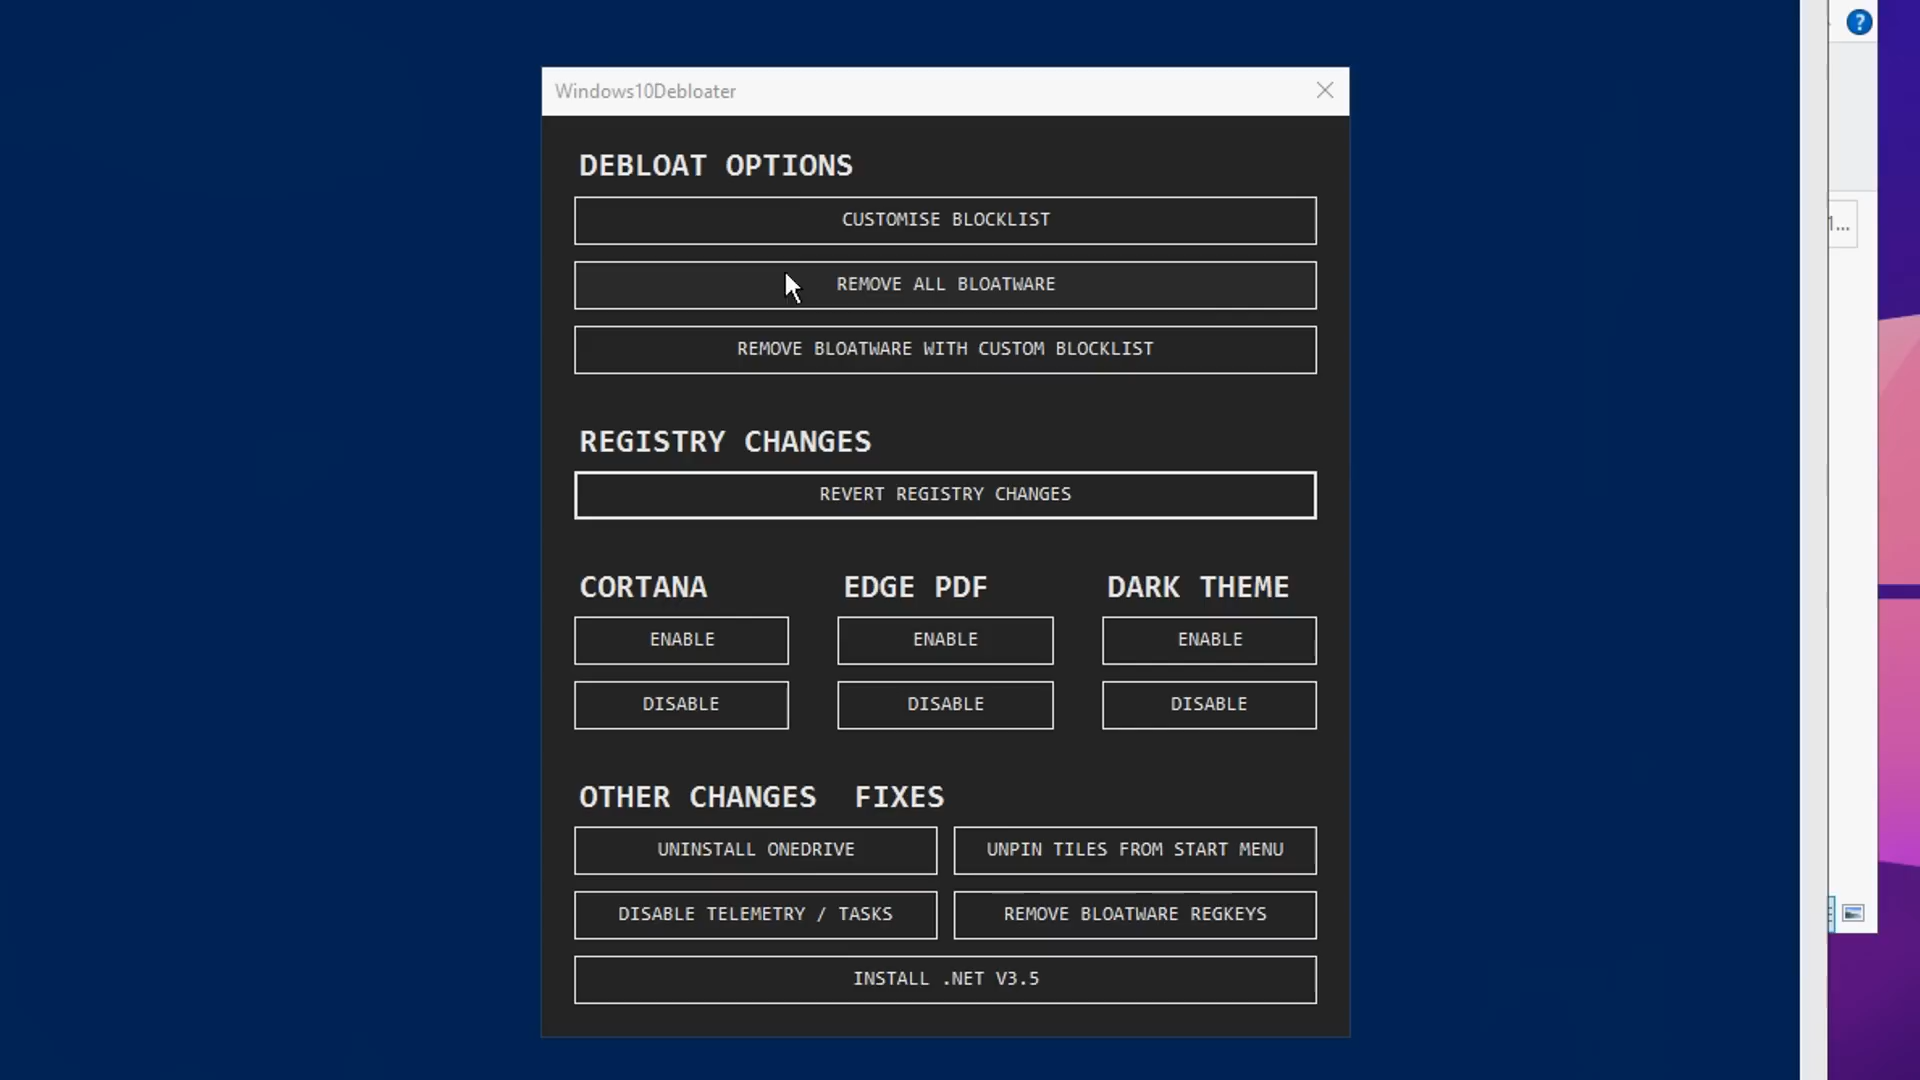 Windows10Debloater
DEBLOAT OPTIONS
CUSTOMISE BLOCKLIST
REMOVE ALL BLOATWARE
REMOVE BLOATWARE WITH CUSTOM BLOCKLIST
REGISTRY CHANGES
REVERT REGISTRY CHANGES
CORTANA EDGE PDF DARK THEME
ENABLE ENABLE ENABLE
DISABLE DISABLE DISABLE
OTHER CHANGES FIXES
UNINSTALL ONEDRIVE UNPIN TILES FROM START MENU
DISABLE TELEMETRY / TASKS REMOVE BLOATWARE REGKEYS
INSTALL .NET V3.5
?